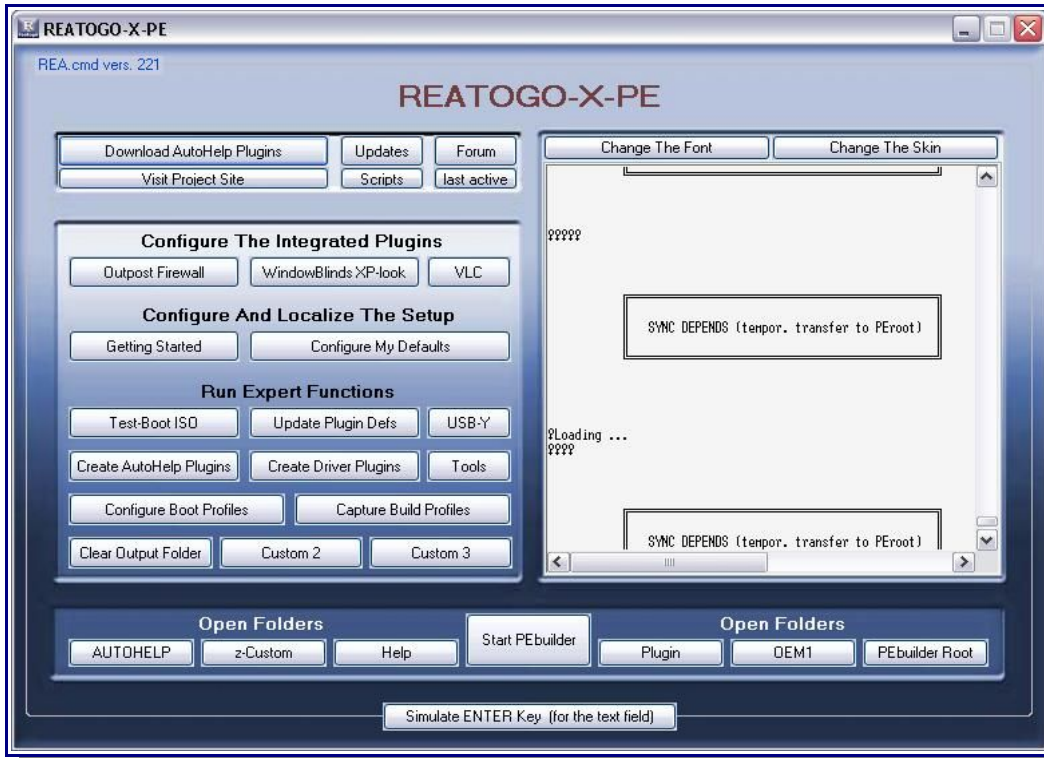 REATOGO-X-PE
REA.cmd vers. 221
REATOGO-X-PE
Download AutoHelp Plugins Updates Forum
Visit Project Site Scripts last active
Configure The Integrated Plugins
Outpost Firewall WindowBlinds XP-look VLC
Configure And Localize The Setup
Getting Started Configure My Defaults
Run Expert Functions
Test-Boot ISO Update Plugin Defs USB-Y
Create AutoHelp Plugins Create Driver Plugins Tools
Configure Boot Profiles Capture Build Profiles
Clear Output Folder Custom 2 Custom 3
Change The Font Change The Skin
?????
SYNC DEPENDS (tempor. transfer to PEroot)
?Loading ...
????
SYNC DEPENDS (tempor. transfer to PEroot)
Open Folders
AUTOHELP z-Custom Help
Start PEbuilder
Open Folders
Plugin OEM1 PEbuilder Root
Simulate ENTER Key (for the text field)